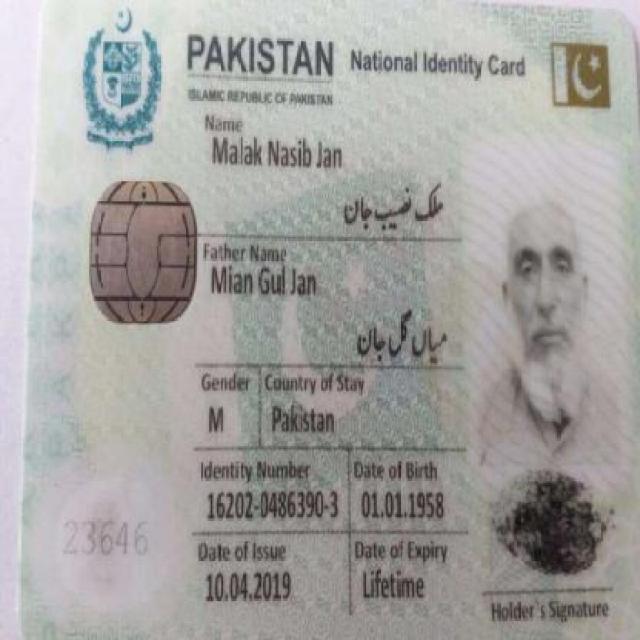 PAKISTAN National Identity Card
ISLAMIC REPUBLIC OF PAKISTAN
Name
Malak Nasib Jan
ملک نصیب جان
Father Name
Mian Gul Jan
میاں گل جان
Gender Country of Stay
M Pakistan
Identity Number Date of Birth
16202-0486390-3 01.01.1958
23646
Date of Issue Date of Expiry
10.04.2019 Lifetime
Holder's Signature